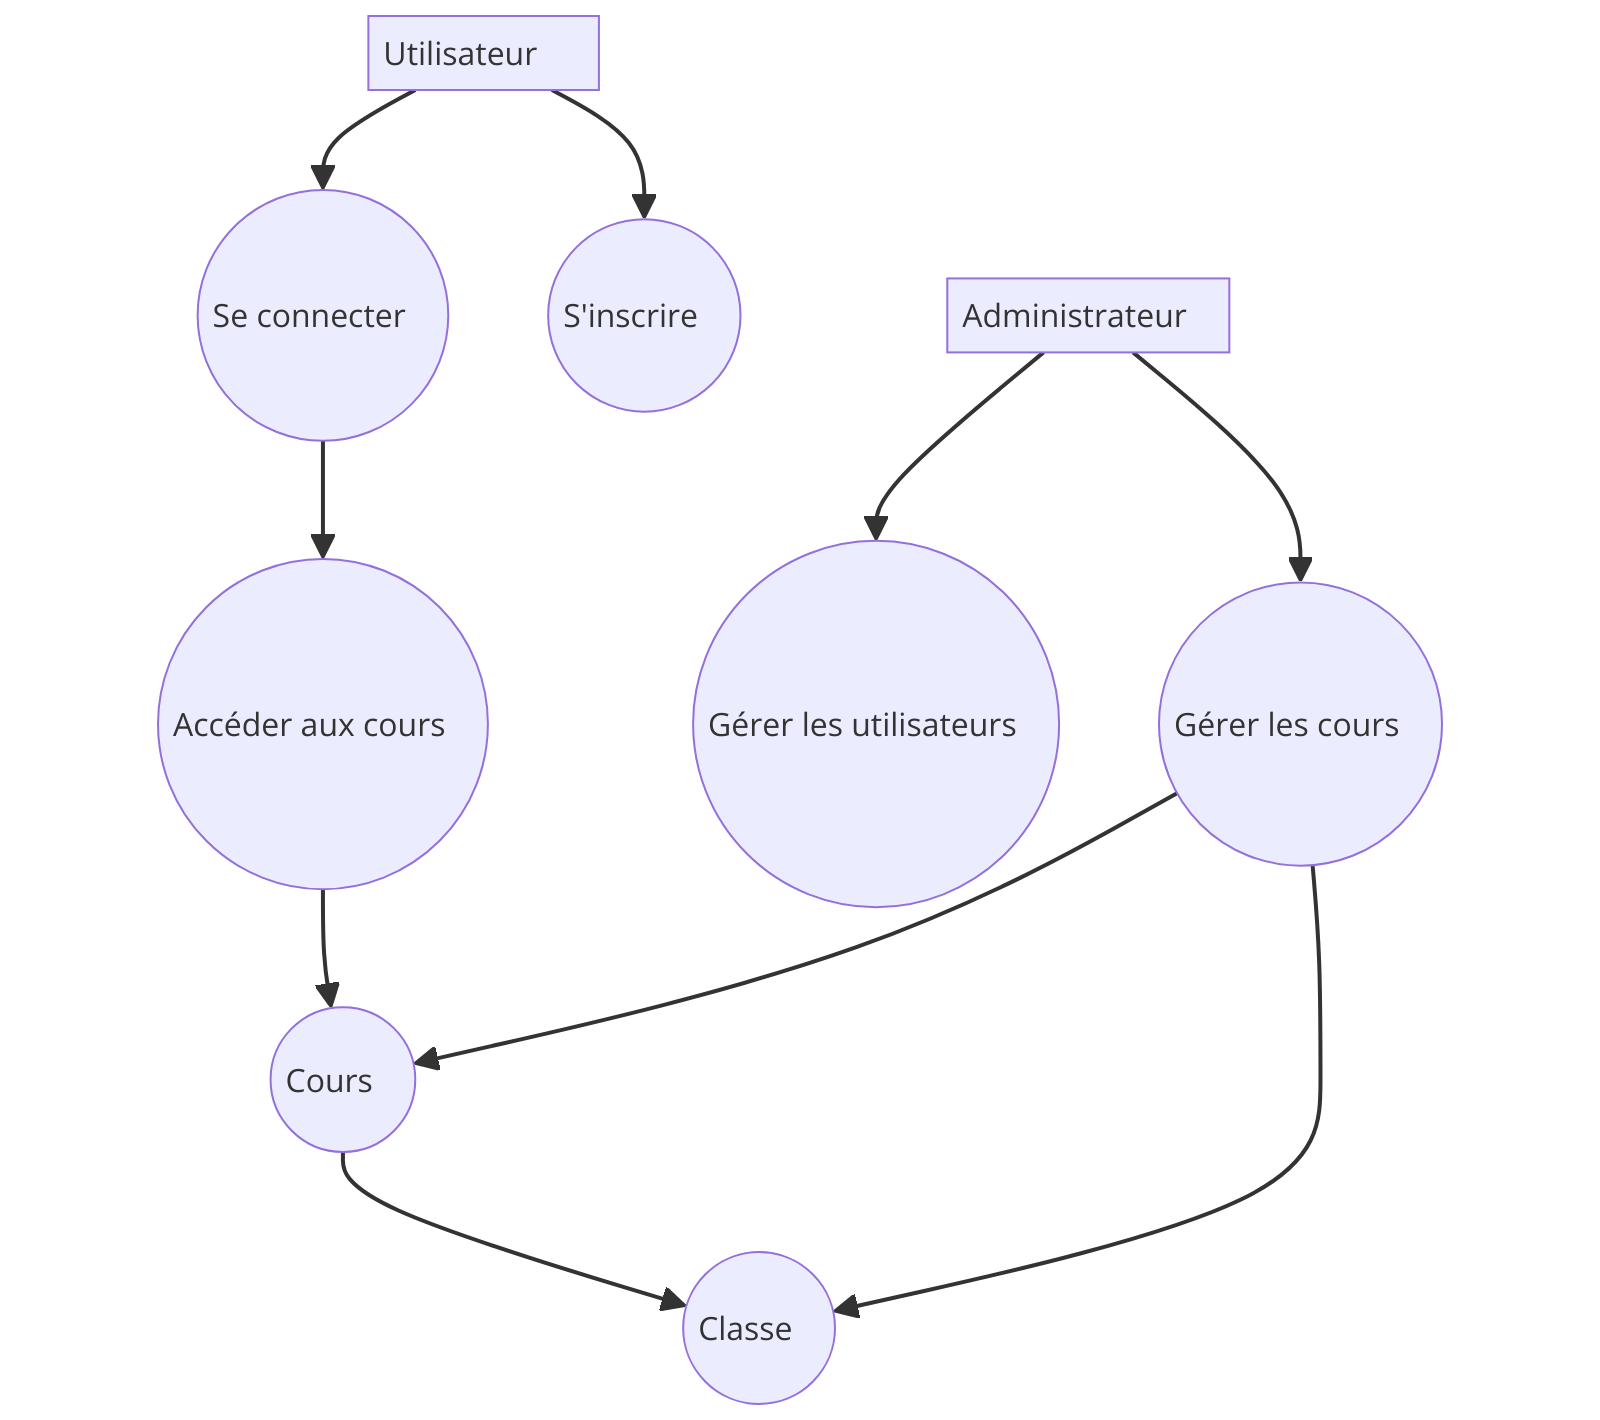 Utilisateur
Se connecter
S'inscrire
Administrateur
Accéder aux cours
Gérer les utilisateurs
Gérer les cours
Cours
Classe